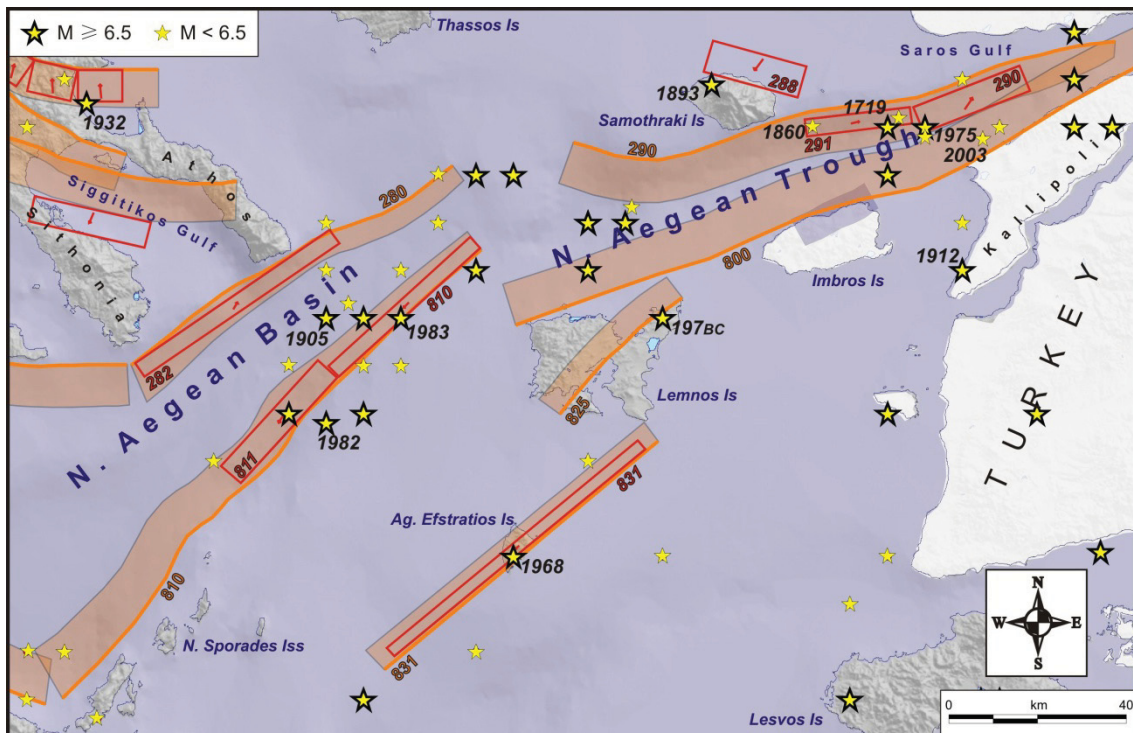 M ≥ 6.5
M < 6.5
Thassos Is
Saros Gulf
1932
1893
288
290
Samothraki Is
1719
1860
291
1975
2003
290
Athos
Siggitikos Gulf
Sithonia
280
N. Aegean Trough
Kallipoli
800
Imbros Is
1912
N. Aegean Basin
810
1905
1983
197BC
282
Lemnos Is
825
TURKEY
1982
811
831
Ag. Efstratios Is
1968
810
N. Sporades Iss
831
N
W E
S
km
0 40
Lesvos Is